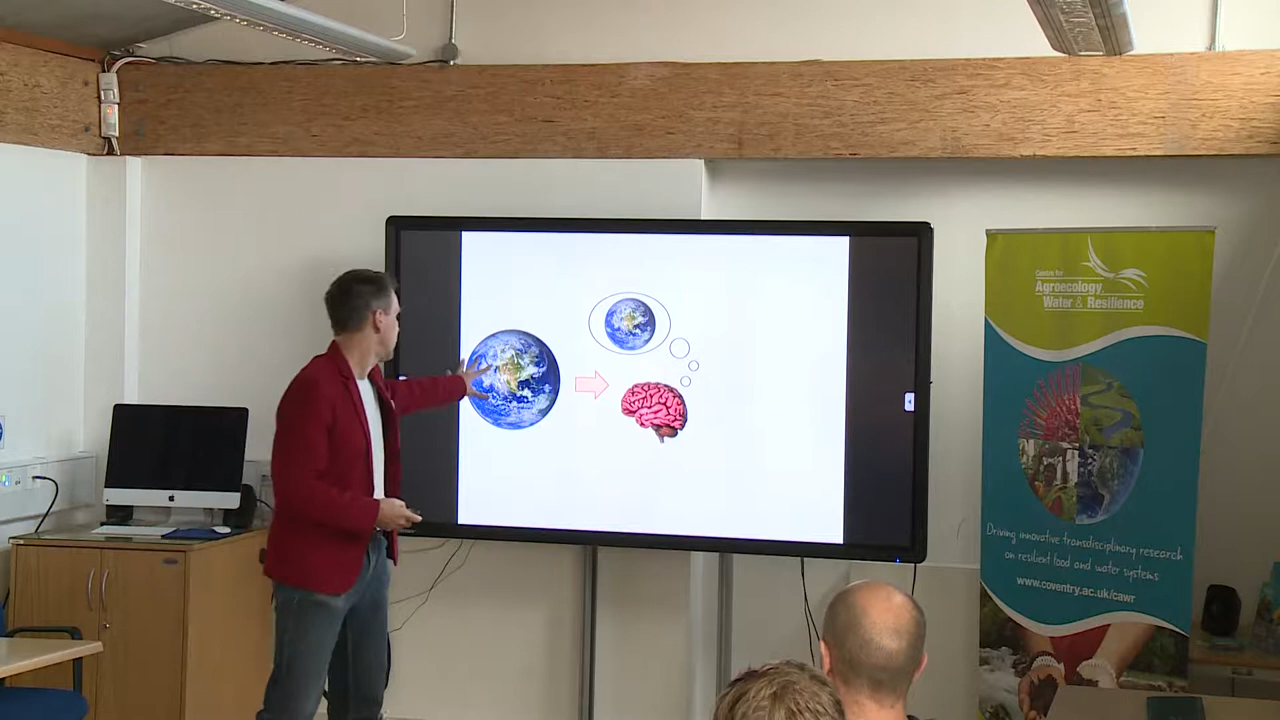 Centre for
Agroecology,
Water & Resilience
Driving innovative transdisciplinary research
on resilient food and water systems
www.coventry.ac.uk/cawr